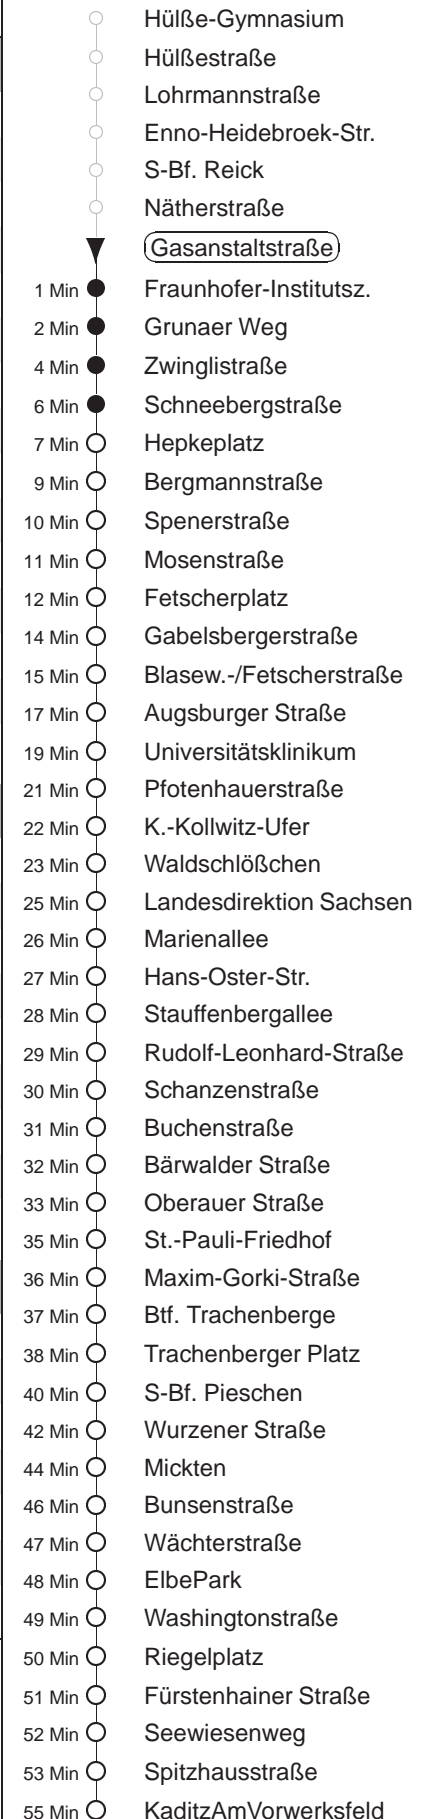 Hülße-Gymnasium
Hülßestraße
Lohrmannstraße
Enno-Heidebroek-Str.
S-Bf. Reick
Nätherstraße
Gasanstaltstraße
1 Min Fraunhofer-Institutsz.
2 Min Grunaer Weg
4 Min Zwinglistraße
6 Min Schneebergstraße
7 Min Hepkeplatz
9 Min Bergmannstraße
10 Min Spenerstraße
11 Min Mosenstraße
12 Min Fetscherplatz
14 Min Gabelsbergerstraße
15 Min Blasew.-/Fetscherstraße
17 Min Augsburger Straße
19 Min Universitätsklinikum
21 Min Pfotenhauerstraße
22 Min K.-Kollwitz-Ufer
23 Min Waldschlößchen
25 Min Landesdirektion Sachsen
26 Min Marienallee
27 Min Hans-Oster-Str.
28 Min Stauffenbergallee
29 Min Rudolf-Leonhard-Straße
30 Min Schanzenstraße
31 Min Buchenstraße
32 Min Bärwalder Straße
33 Min Oberauer Straße
35 Min St.-Pauli-Friedhof
36 Min Maxim-Gorki-Straße
37 Min Btf. Trachenberge
38 Min Trachenberger Platz
40 Min S-Bf. Pieschen
42 Min Wurzener Straße
44 Min Mickten
46 Min Bunsenstraße
47 Min Wächterstraße
48 Min ElbePark
49 Min Washingtonstraße
50 Min Riegelplatz
51 Min Fürstenhainer Straße
52 Min Seewiesenweg
53 Min Spitzhausstraße
55 Min KaditzAmVorwerksfeld